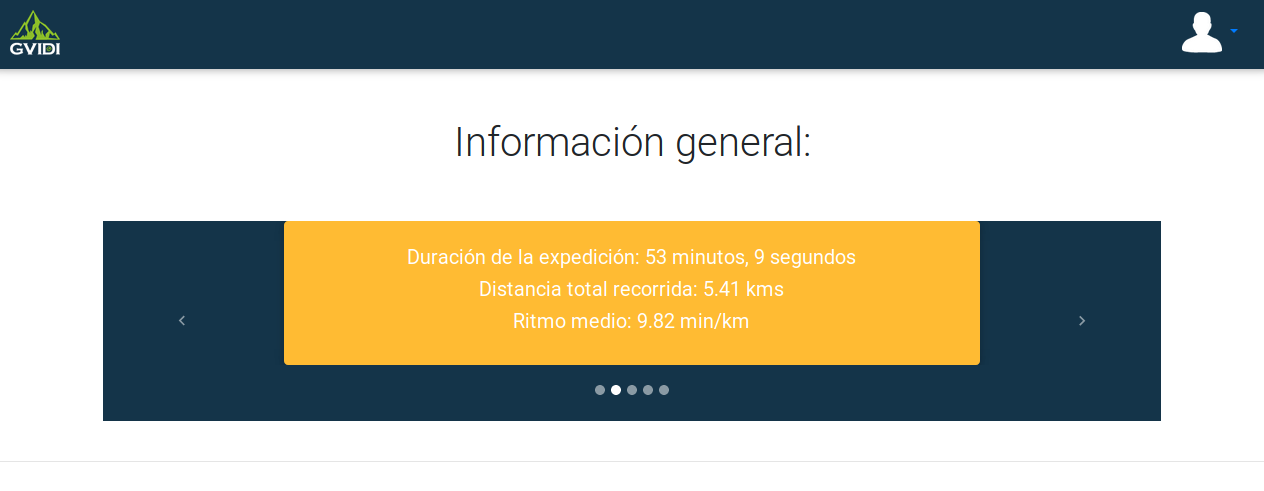 GVIDI
Información general:
Duración de la expedición: 53 minutos, 9 segundos
Distancia total recorrida: 5.41 kms
Ritmo medio: 9.82 min/km